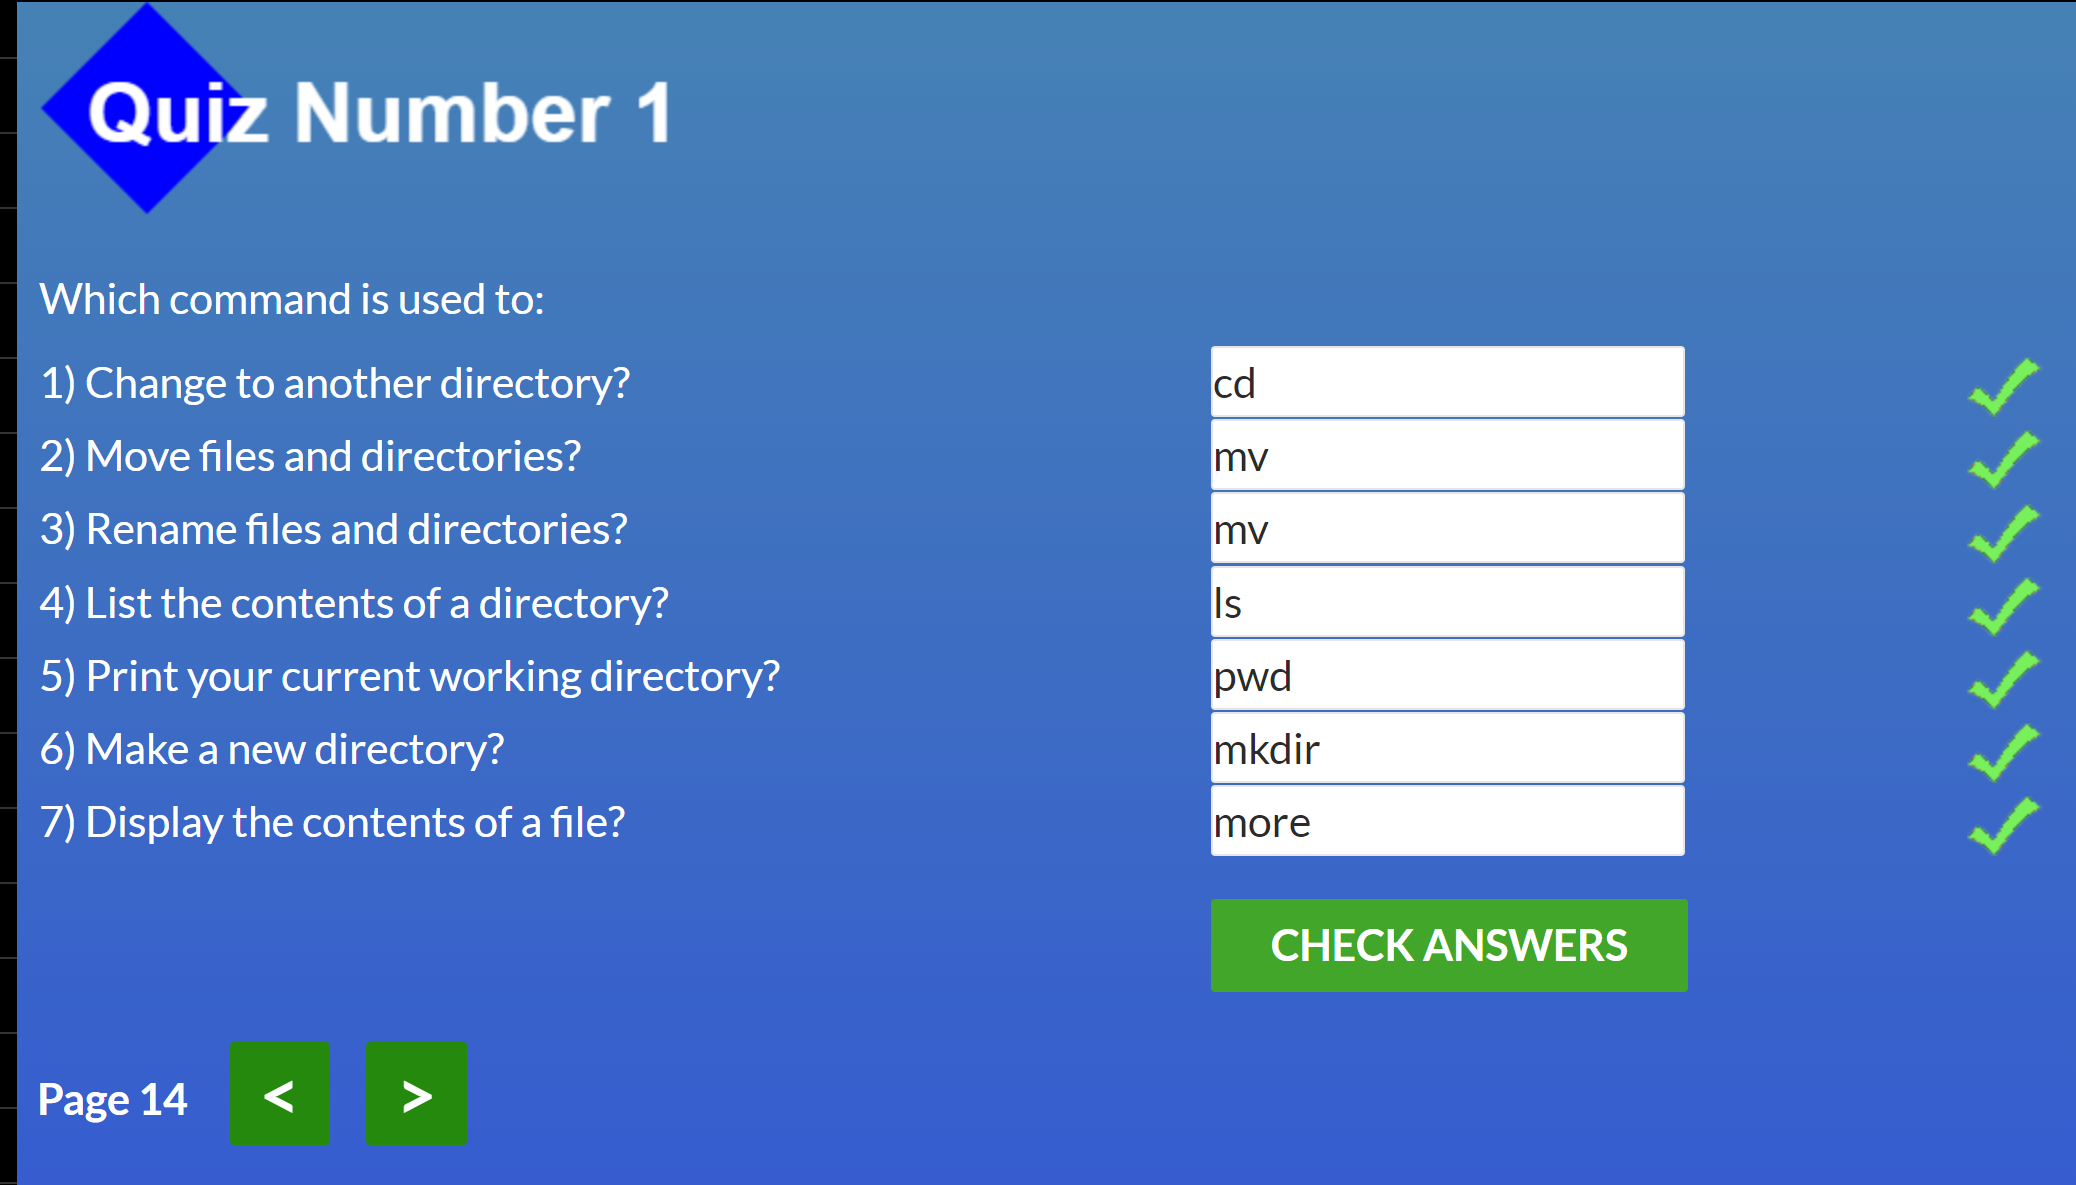 Quiz Number 1
Which command is used to:
1) Change to another directory? cd
2) Move files and directories? mv
3) Rename files and directories? mv
4) List the contents of a directory? ls
5) Print your current working directory? pwd
6) Make a new directory? mkdir
7) Display the contents of a file? more
CHECK ANSWERS
Page 14 < >